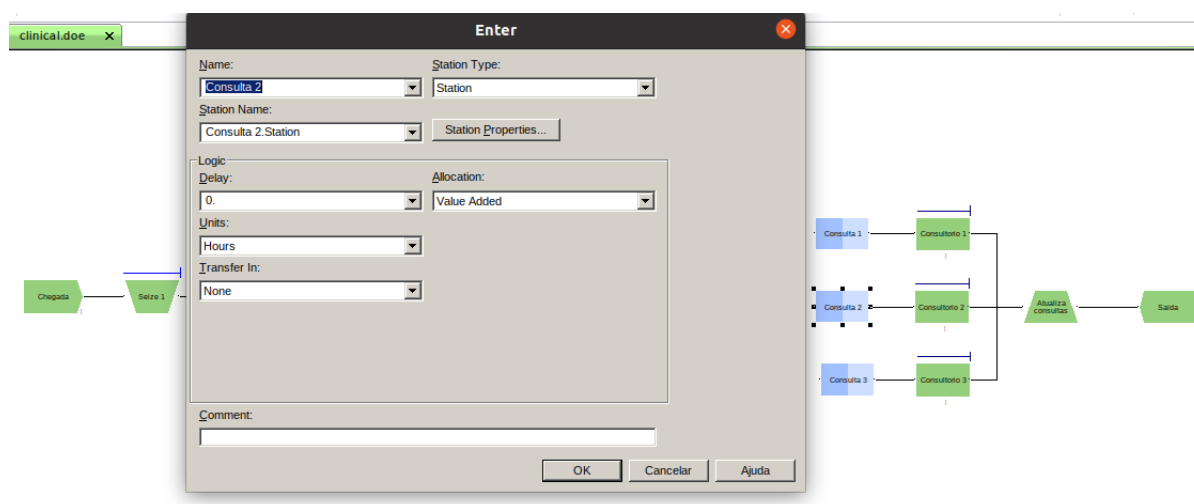 clinical.doe X
Enter
Name:
Consulta 2
Station Type:
Station
Station Name:
Consulta 2.Station
Station Properties...
Logic
Delay:
0.
Allocation:
Value Added
Units:
Hours
Transfer In:
None
Comment:
OK Cancelar Ajuda
Chegada
Seize 1
Consulta 1
Consultorio 1
Consulta 2
Consultorio 2
Atualiza
consultas
Saida
Consulta 3
Consultorio 3